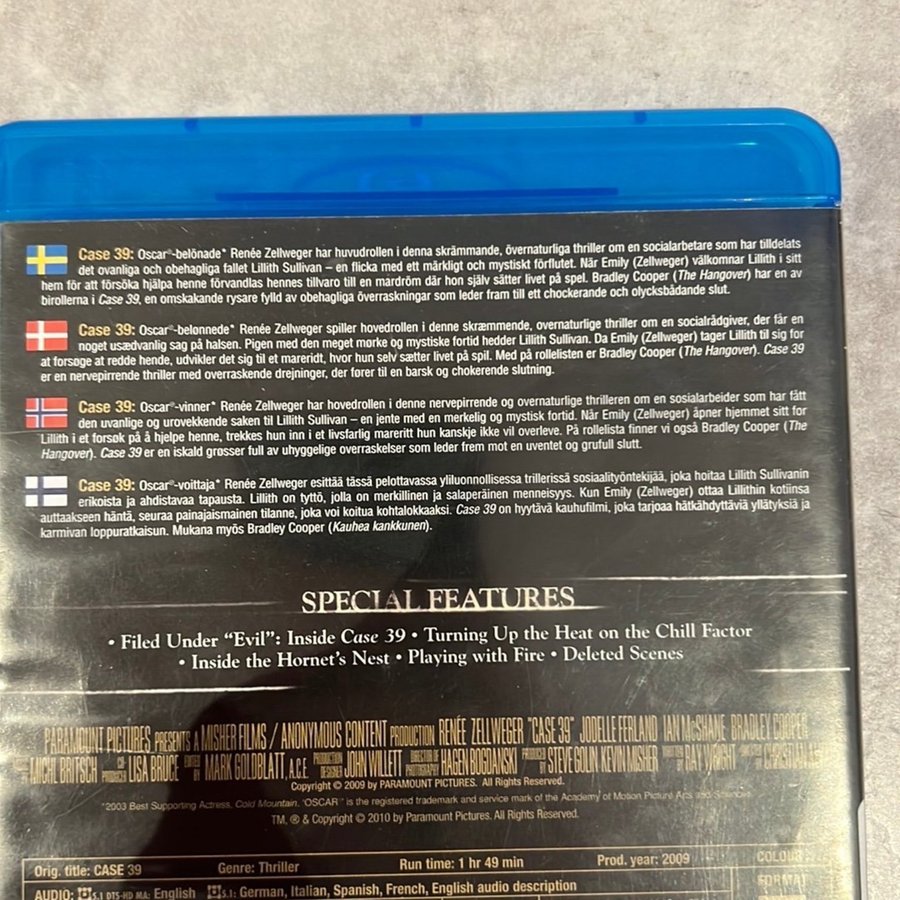 Case 39: Oscar®-belönade* Renée Zellweger har huvudrollen i denna skrämmande, övernaturliga thriller om en socialarbetare som har tilldelats
det ovanliga och obehagliga fallet Lillith Sullivan – en flicka med ett märkligt och mystiskt förflutet. När Emily (Zellweger) välkomnar Lillith i sitt
hem för att försöka hjälpa henne förvandlas hennes tillvaro till en mardröm där hon själv sätter livet på spel. Bradley Cooper (The Hangover) har en av
birollerna i Case 39, en omskakande rysare fylld av obehagliga överraskningar som leder fram till ett chockerande och olycksbådande slut.
Case 39: Oscar®-belønnede* Renée Zellweger spiller hovedrollen i denne skræmmende, overnaturlige thriller om en socialrådgiver, der får en
noget usædvanlig sag på halsen. Pigen med den meget mørke og mystiske fortid hedder Lillith Sullivan. Da Emily (Zellweger) tager Lillith til sig for
at forsøge at redde hende, udvikler det sig til et mareridt, hvor hun selv sætter livet på spil. Med på rollelisten er Bradley Cooper (The Hangover). Case 39
er en nervepirrende thriller med overraskende drejninger, der fører til en barsk og chokerende slutning.
Case 39: Oscar®-vinner* Renée Zellweger har hovedrollen i denne nervepirrende og overnaturlige thrilleren om en sosialarbeider som har fått
den uvanlige og urovekkende saken til Lillith Sullivan – en jente med en merkelig og mystisk fortid. Når Emily (Zellweger) åpner hjemmet sitt for
Lillith i et forsøk på å hjelpe henne, trekkes hun inn i et livsfarlig mareritt hun kanskje ikke vil overleve. På rollelista finner vi også Bradley Cooper (The
Hangover). Case 39 er en iskald grøsser full av uhyggelige overraskelser som leder frem mot en uventet og grufull slutt.
Case 39: Oscar®-voittaja* Renée Zellweger esittää tässä pelottavassa yliluonnollisessa trillerissä sosiaalityöntekijää, joka hoitaa Lillith Sullivanin
erikoista ja ahdistavaa tapausta. Lillith on tyttö, jolla on merkillinen ja salaperäinen menneisyys. Kun Emily (Zellweger) ottaa Lillithin kotiinsa
auttaakseen häntä, seuraa painajaismainen tilanne, joka voi koitua kohtalokkaaksi. Case 39 on hyytävä kauhufilmi, joka tarjoaa hätkähdyttäviä yllätyksiä ja
karmivan loppuratkaisun. Mukana myös Bradley Cooper (Kauhea kankkunen).
SPECIAL FEATURES
• Filed Under "Evil": Inside Case 39 • Turning Up the Heat on the Chill Factor
• Inside the Hornet's Nest • Playing with Fire • Deleted Scenes
PARAMOUNT PICTURES PRESENTS A MISHER FILMS / ANONYMOUS CONTENT PRODUCTION RENÉE ZELLWEGER "CASE 39" JODELLE FERLAND IAN McSHANE BRADLEY COOPER
MICHL BRITSCH CO-PRODUCER LISA BRUCE EDITED BY MARK GOLDBLATT, A.C.E. PRODUCTION DESIGNER JOHN WILLETT DIRECTOR OF PHOTOGRAPHY HAGEN BOGDANSKI PRODUCED BY STEVE GOLIN KEVIN MISHER WRITTEN BY RAY WRIGHT CHRISTIAN
Copyright © 2009 by PARAMOUNT PICTURES. All Rights Reserved.
*2003 Best Supporting Actress, Cold Mountain. 'OSCAR®' is the registered trademark and service mark of the Academy of Motion Picture Arts and Sciences.
TM, ® & Copyright © 2010 by Paramount Pictures. All Rights Reserved.
Orig. title: CASE 39 Genre: Thriller Run time: 1 hr 49 min Prod. year: 2009 COLOUR
FORMAT
AUDIO: 5.1 DTS-HD MA: English 5.1: German, Italian, Spanish, French, English audio description